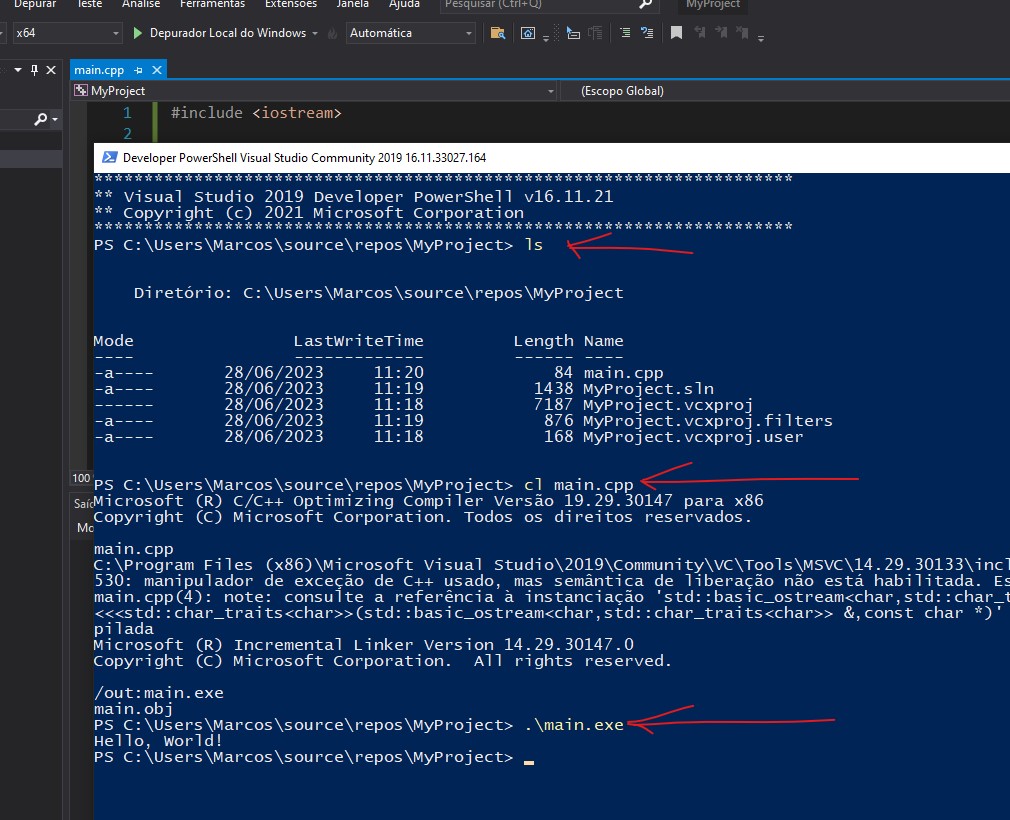 Depurar Teste Análise Ferramentas Extensões Janela Ajuda Pesquisar (Ctrl+Q) MyProject
x64 Depurador Local do Windows Automática
main.cpp
MyProject (Escopo Global)
1 #include <iostream>
2
Developer PowerShell Visual Studio Community 2019 16.11.33027.164
**********************************************************************
** Visual Studio 2019 Developer PowerShell v16.11.21
** Copyright (c) 2021 Microsoft Corporation
**********************************************************************
PS C:\Users\Marcos\source\repos\MyProject> ls
Diretório: C:\Users\Marcos\source\repos\MyProject
Mode LastWriteTime Length Name
---- ------------- ------ ----
-a---- 28/06/2023 11:20 84 main.cpp
-a---- 28/06/2023 11:19 1438 MyProject.sln
------ 28/06/2023 11:18 7187 MyProject.vcxproj
-a---- 28/06/2023 11:19 876 MyProject.vcxproj.filters
-a---- 28/06/2023 11:18 168 MyProject.vcxproj.user
100
PS C:\Users\Marcos\source\repos\MyProject> cl main.cpp
Microsoft (R) C/C++ Optimizing Compiler Versão 19.29.30147 para x86
Copyright (C) Microsoft Corporation. Todos os direitos reservados.
main.cpp
C:\Program Files (x86)\Microsoft Visual Studio\2019\Community\VC\Tools\MSVC\14.29.30133\incl
530: manipulador de exceção de C++ usado, mas semântica de liberação não está habilitada. Es
main.cpp(4): note: consulte a referência à instanciação 'std::basic_ostream<char,std::char_t
<<<std::char_traits<char>>(std::basic_ostream<char,std::char_traits<char>> &,const char *)'
pilada
Microsoft (R) Incremental Linker Version 14.29.30147.0
Copyright (C) Microsoft Corporation.  All rights reserved.
/out:main.exe
main.obj
PS C:\Users\Marcos\source\repos\MyProject> .\main.exe
Hello, World!
PS C:\Users\Marcos\source\repos\MyProject>